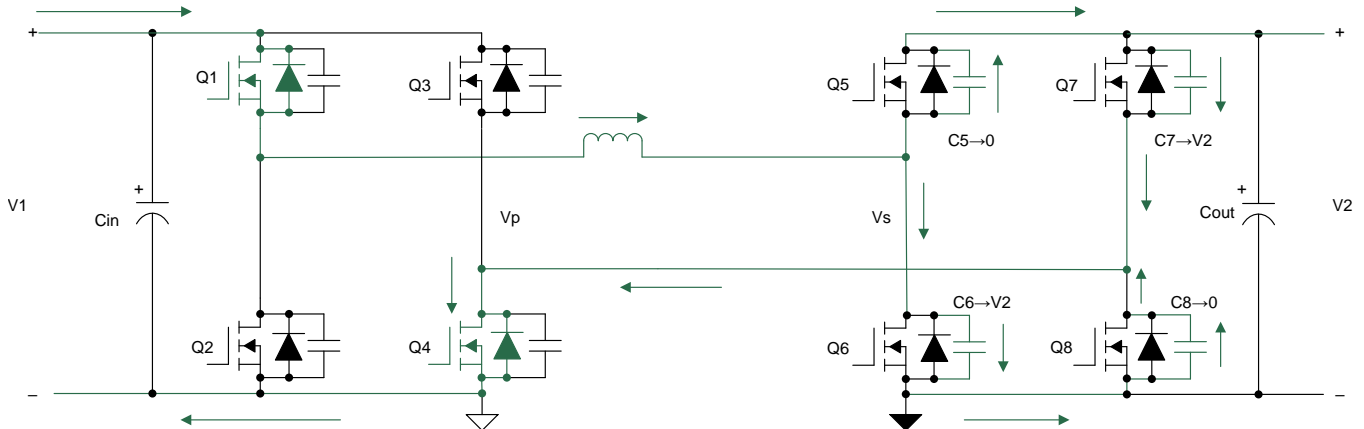 + +
Q1 Q3 Q5 Q7
C5→0 C7→V2
+ +
V1 Cin Vp Vs Cout V2
C6→V2 C8→0
Q2 Q4 Q6 Q8
– –